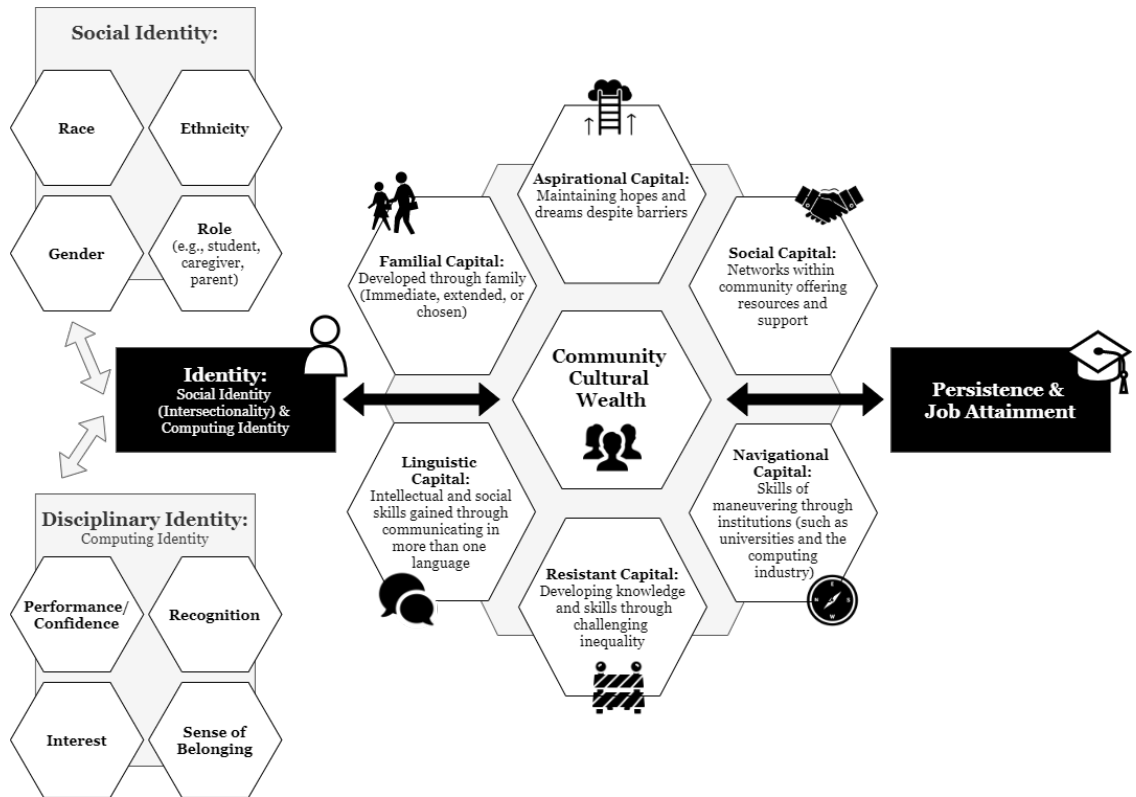 Social Identity:
Race
Ethnicity
Gender
Role
(e.g., student,
caregiver,
parent)
Identity:
Social Identity
(Intersectionality) &
Computing Identity
Disciplinary Identity:
Computing Identity
Performance/
Confidence
Recognition
Interest
Sense of
Belonging
Aspirational Capital:
Maintaining hopes and
dreams despite barriers
Familial Capital:
Developed through family
(Immediate, extended, or
chosen)
Social Capital:
Networks within
community offering
resources and
support
Community
Cultural
Wealth
Linguistic
Capital:
Intellectual and social
skills gained through
communicating in
more than one
language
Navigational
Capital:
Skills of
maneuvering through
institutions (such as
universities and the
computing
industry)
N
E
S
W
Resistant Capital:
Developing knowledge
and skills through
challenging
inequality
Persistence &
Job Attainment